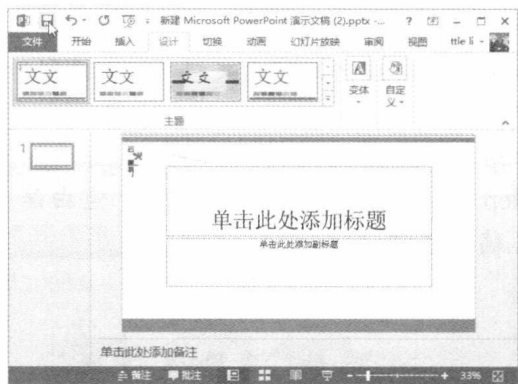 新建 Microsoft PowerPoint 演示文稿 (2).pptx -... ?
文件 开始 插入 设计 切换 动画 幻灯片放映 审阅 视图 ttle li
文文 文文 文文 文文
变体 自定义
主题
1
单击此处添加标题
单击此处添加副标题
单击此处添加备注
备注 批注 33%